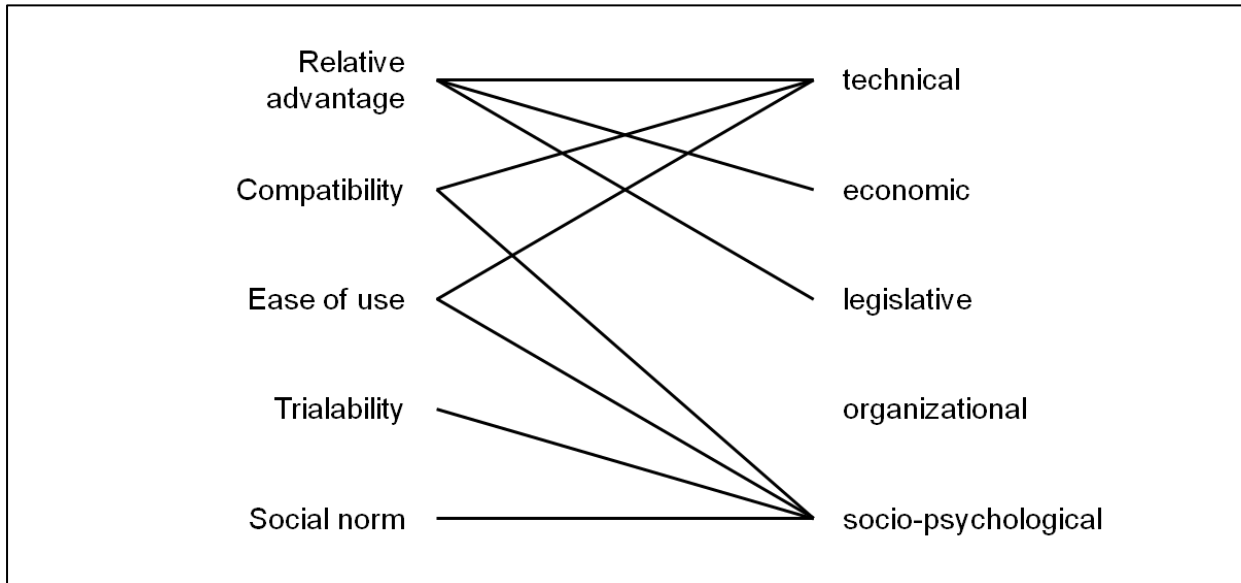 Relative
advantage
technical
Compatibility
economic
Ease of use
legislative
Trialability
organizational
Social norm
socio-psychological